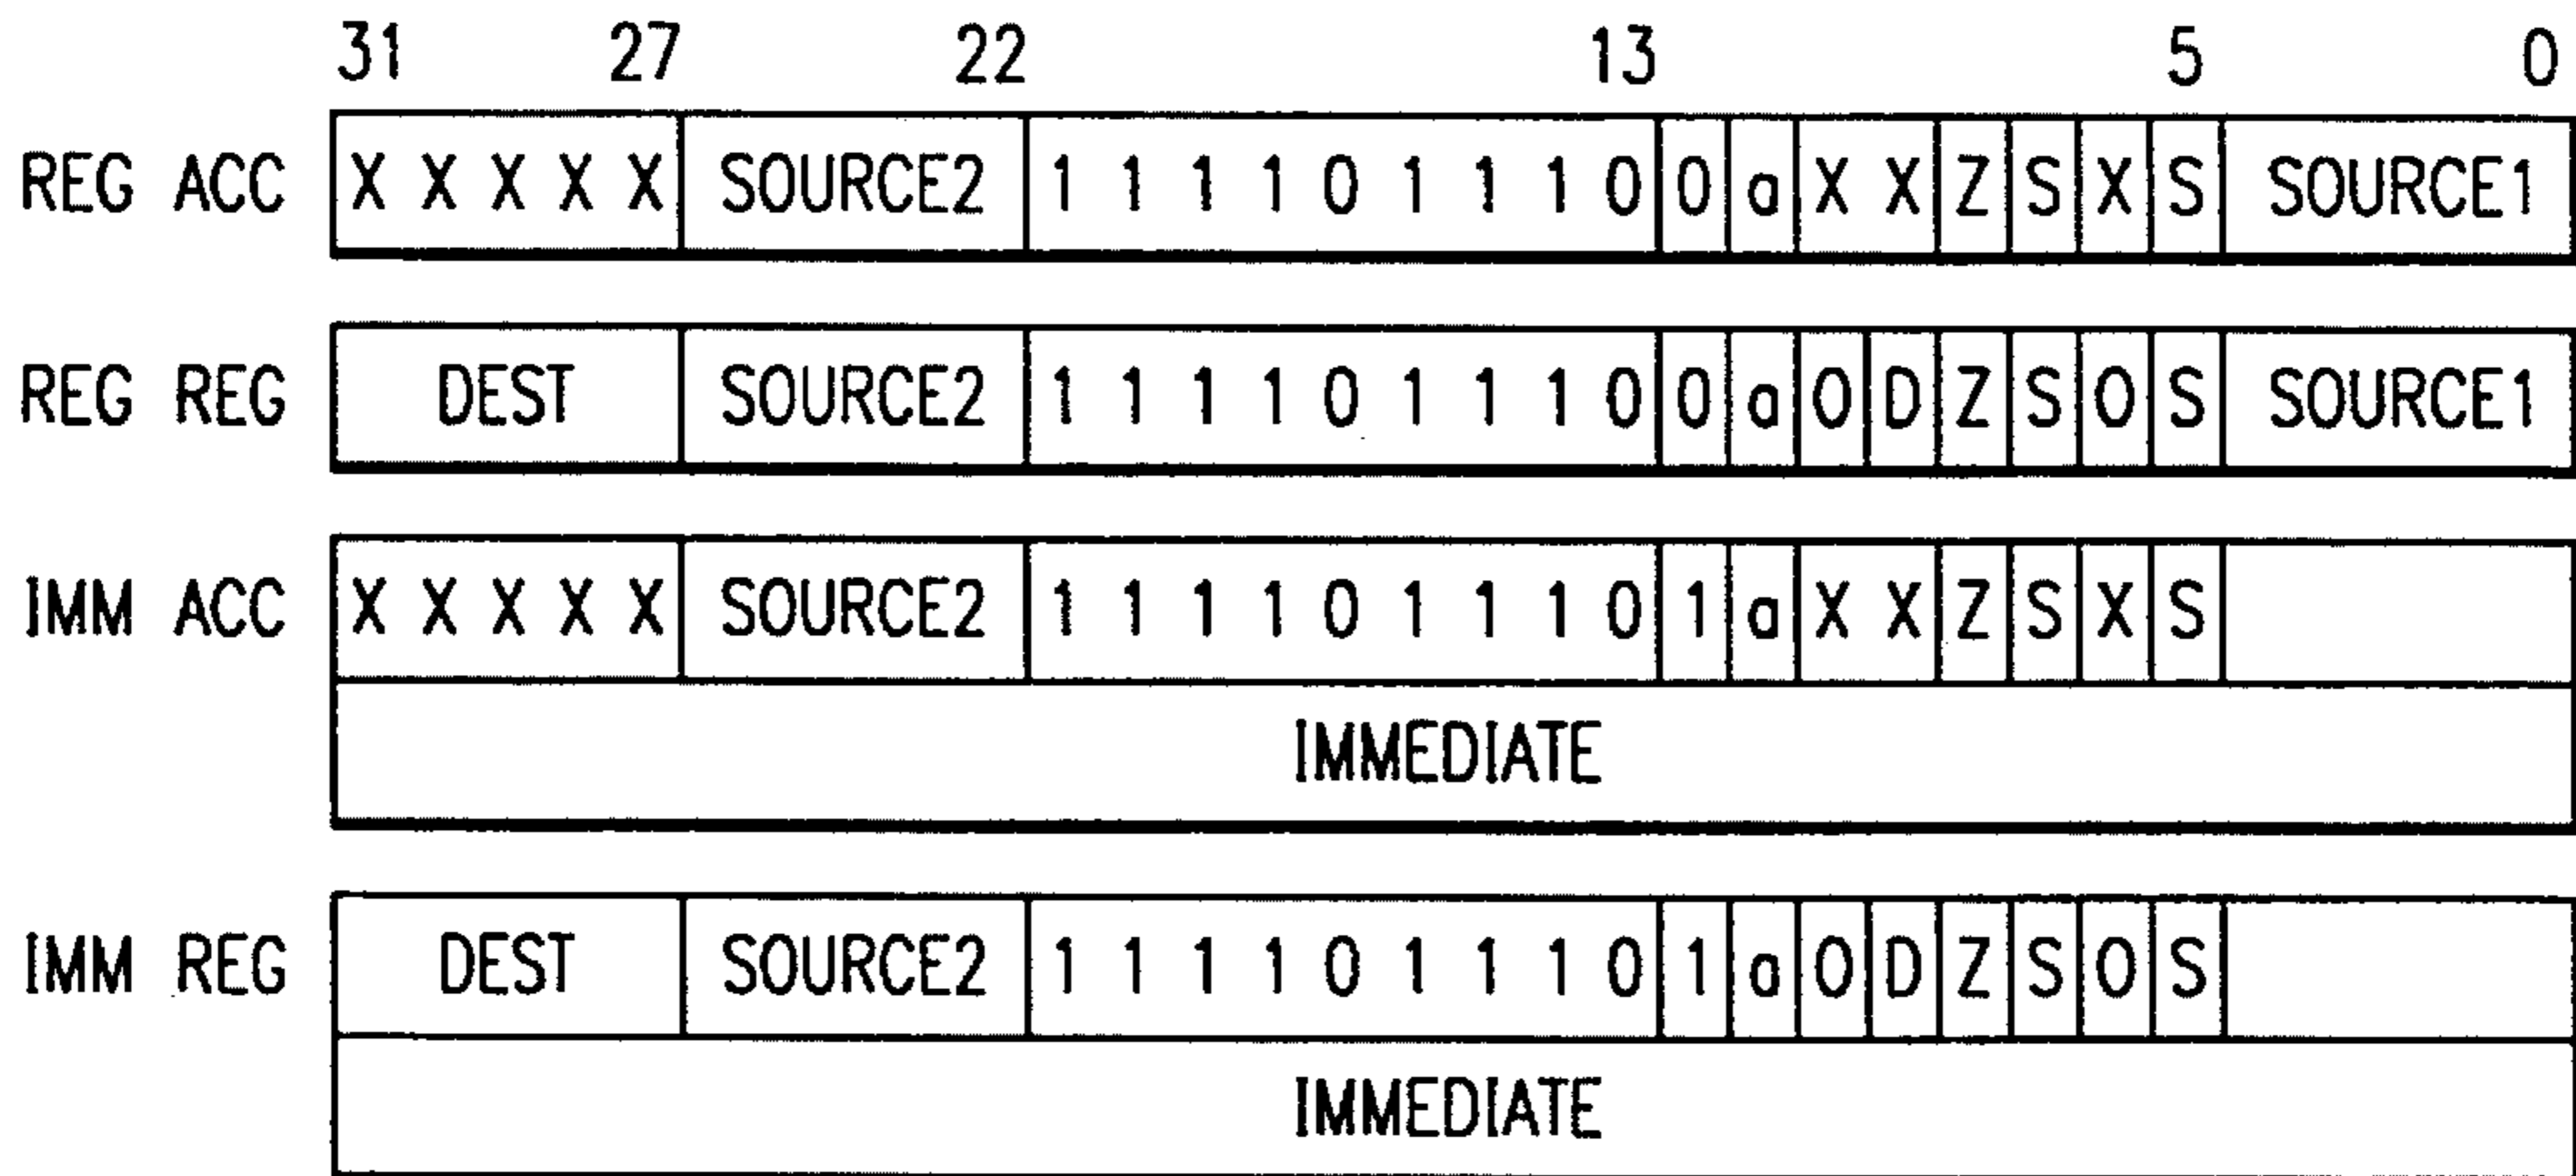 31 27 22 13 5 0
REG ACC X X X X X SOURCE2 1 1 1 1 0 1 1 1 0 0 a X X Z S X S SOURCE1
REG REG DEST SOURCE2 1 1 1 1 0 1 1 1 0 0 a 0 D Z S 0 S SOURCE1
IMM ACC X X X X X SOURCE2 1 1 1 1 0 1 1 1 0 1 a X X Z S X S
IMMEDIATE
IMM REG DEST SOURCE2 1 1 1 1 0 1 1 1 0 1 a 0 D Z S 0 S
IMMEDIATE